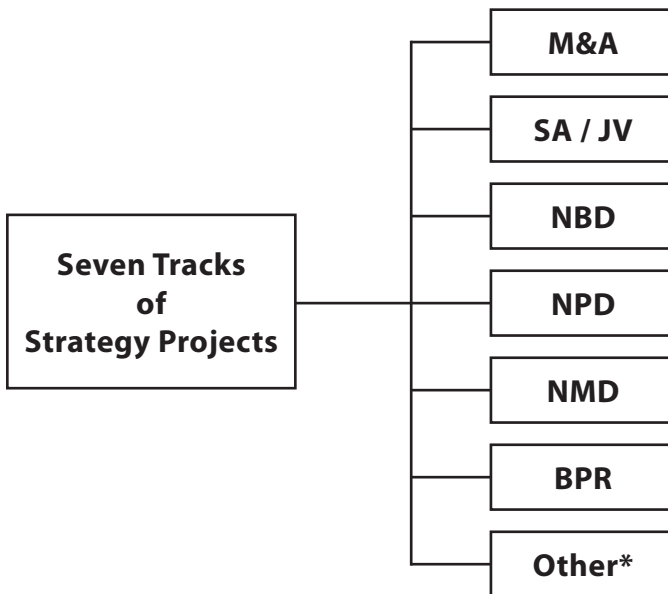 Seven Tracks
of
Strategy Projects
M&A
SA / JV
NBD
NPD
NMD
BPR
Other*